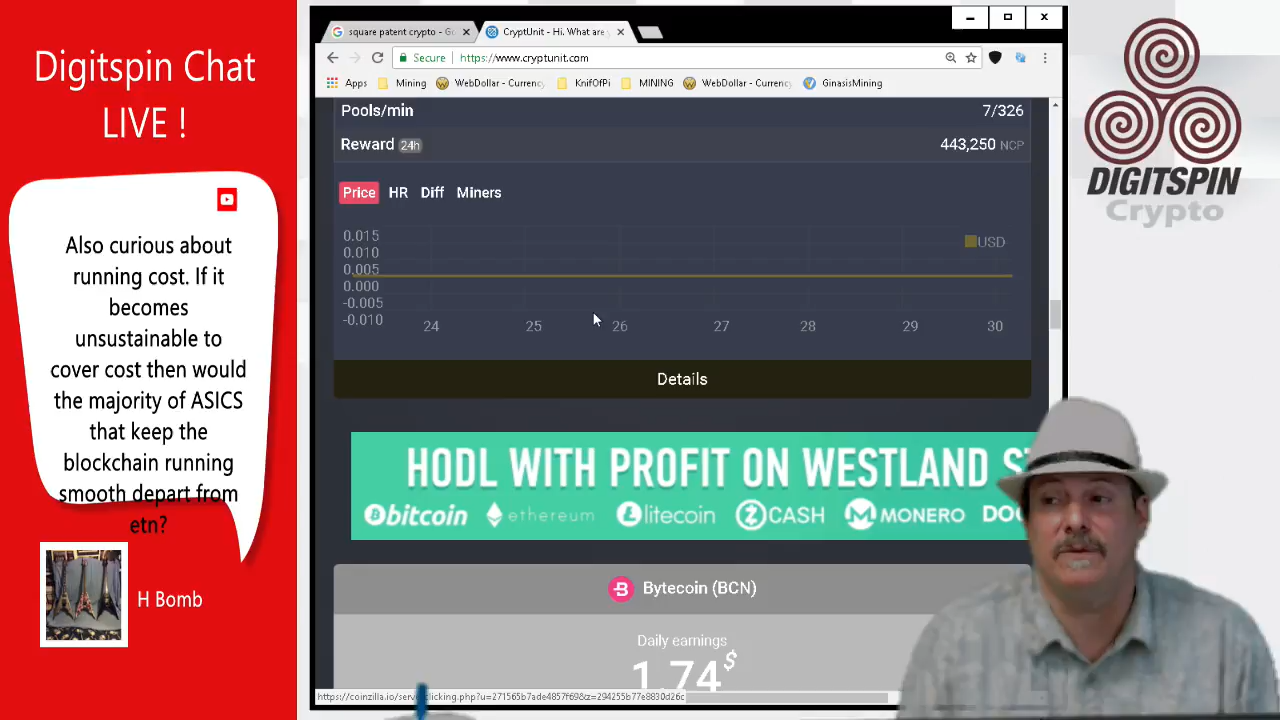 Digitspin Chat
LIVE !
Also curious about
running cost. If it
becomes
unsustainable to
cover cost then would
the majority of ASICS
that keep the
blockchain running
smooth depart from
etn?
H Bomb
square patent crypto - Go
CryptUnit - Hi. What are
Secure
https://www.cryptunit.com
Apps
Mining
WebDollar - Currenc
KnifOfPi
MINING
WebDollar - Currenc
GinasisMining
Pools/min
7/326
Reward 24h
443,250 NCP
Price HR Diff Miners
0.015
0.010
0.005
0.000
-0.005
-0.010
USD
24 25 26 27 28 29 30
Details
HODL WITH PROFIT ON WESTLAND ST
bitcoin ethereum litecoin ZCASH MONERO DO
Bytecoin (BCN)
Daily earnings
1.74$
DIGITSPIN
Crypto